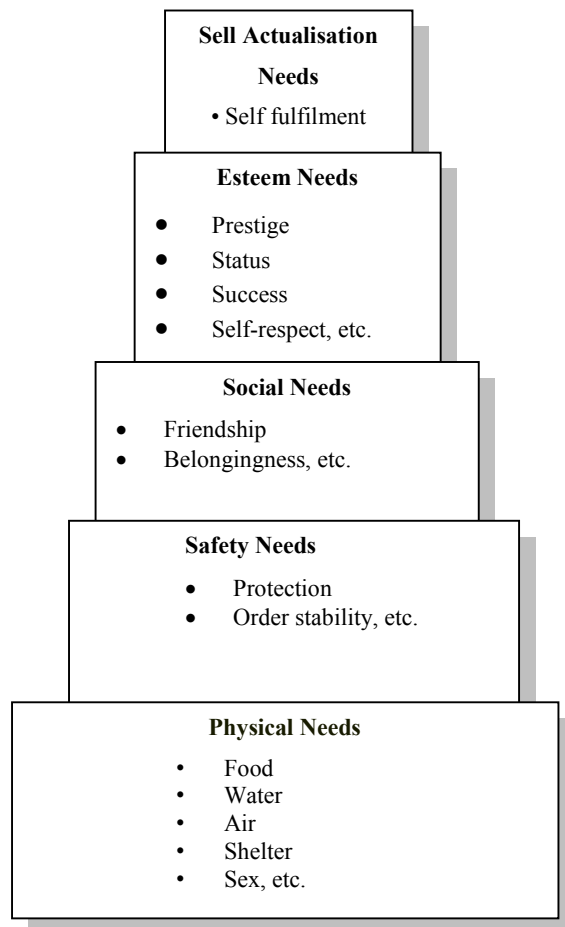 Sell Actualisation
Needs
• Self fulfilment
Esteem Needs
• Prestige
• Status
• Success
• Self-respect, etc.
Social Needs
• Friendship
• Belongingness, etc.
Safety Needs
• Protection
• Order stability, etc.
Physical Needs
• Food
• Water
• Air
• Shelter
• Sex, etc.